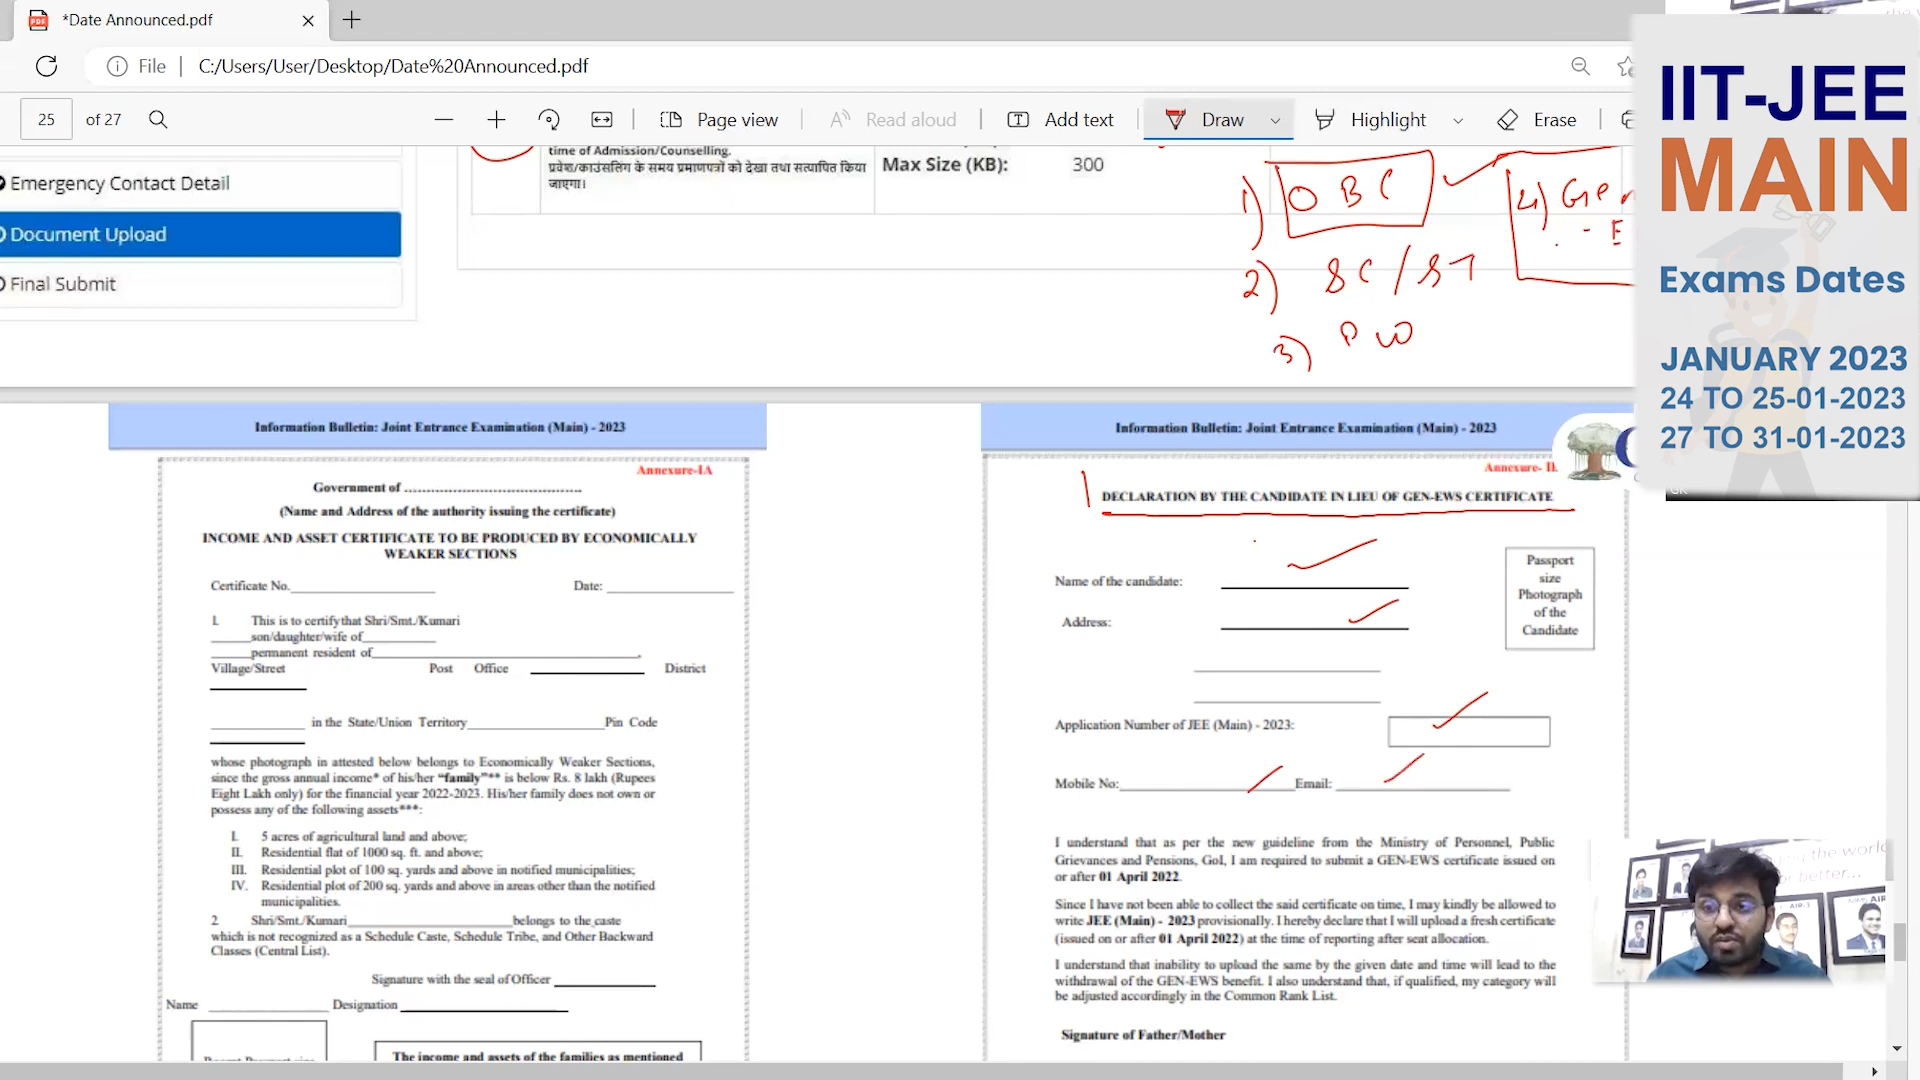 *Date Announced.pdf
File
C:/Users/User/Desktop/Date%20Announced.pdf
25 of 27
Page view
Read aloud
Add text
Draw
Highlight
Erase
IIT-JEE
MAIN
Exams Dates
JANUARY 2023
24 TO 25-01-2023
27 TO 31-01-2023
Emergency Contact Detail
Document Upload
Final Submit
time of Admission/Counselling.
प्रवेश/काउंसलिंग के समय प्रमाणपत्रों को देखा तथा सत्यापित किया
जाएगा।
Max Size (KB): 300
1) OBC
2) SC/ST
3) PW
4) Gen
- E
Information Bulletin: Joint Entrance Examination (Main) - 2023
Annexure-IA
Government of ................................................
(Name and Address of the authority issuing the certificate)
INCOME AND ASSET CERTIFICATE TO BE PRODUCED BY ECONOMICALLY
WEAKER SECTIONS
Certificate No. Date:
1. This is to certify that Shri/Smt./Kumari
son/daughter/wife of
permanent resident of
Village/Street Post Office District
in the State/Union Territory Pin Code
whose photograph in attested below belongs to Economically Weaker Sections,
since the gross annual income* of his/her “family”** is below Rs. 8 lakh (Rupees
Eight Lakh only) for the financial year 2022-2023. His/her family does not own or
possess any of the following assets***:
I. 5 acres of agricultural land and above;
II. Residential flat of 1000 sq. ft. and above;
III. Residential plot of 100 sq. yards and above in notified municipalities;
IV. Residential plot of 200 sq. yards and above in areas other than the notified
municipalities.
2 Shri/Smt./Kumari belongs to the caste
which is not recognized as a Schedule Caste, Schedule Tribe, and Other Backward
Classes (Central List).
Signature with the seal of Officer
Name Designation
Recent Passport size
The income and assets of the families as mentioned
Information Bulletin: Joint Entrance Examination (Main) - 2023
Annexure- II
DECLARATION BY THE CANDIDATE IN LIEU OF GEN-EWS CERTIFICATE
Name of the candidate:
Address:
Passport
size
Photograph
of the
Candidate
Application Number of JEE (Main) - 2023:
Mobile No: Email:
I understand that as per the new guideline from the Ministry of Personnel, Public
Grievances and Pensions, GoI, I am required to submit a GEN-EWS certificate issued on
or after 01 April 2022.
Since I have not been able to collect the said certificate on time, I may kindly be allowed to
write JEE (Main) - 2023 provisionally. I hereby declare that I will upload a fresh certificate
(issued on or after 01 April 2022) at the time of reporting after seat allocation.
I understand that inability to upload the same by the given date and time will lead to the
withdrawal of the GEN-EWS benefit. I also understand that, if qualified, my category will
be adjusted accordingly in the Common Rank List.
Signature of Father/Mother
the world
or better...